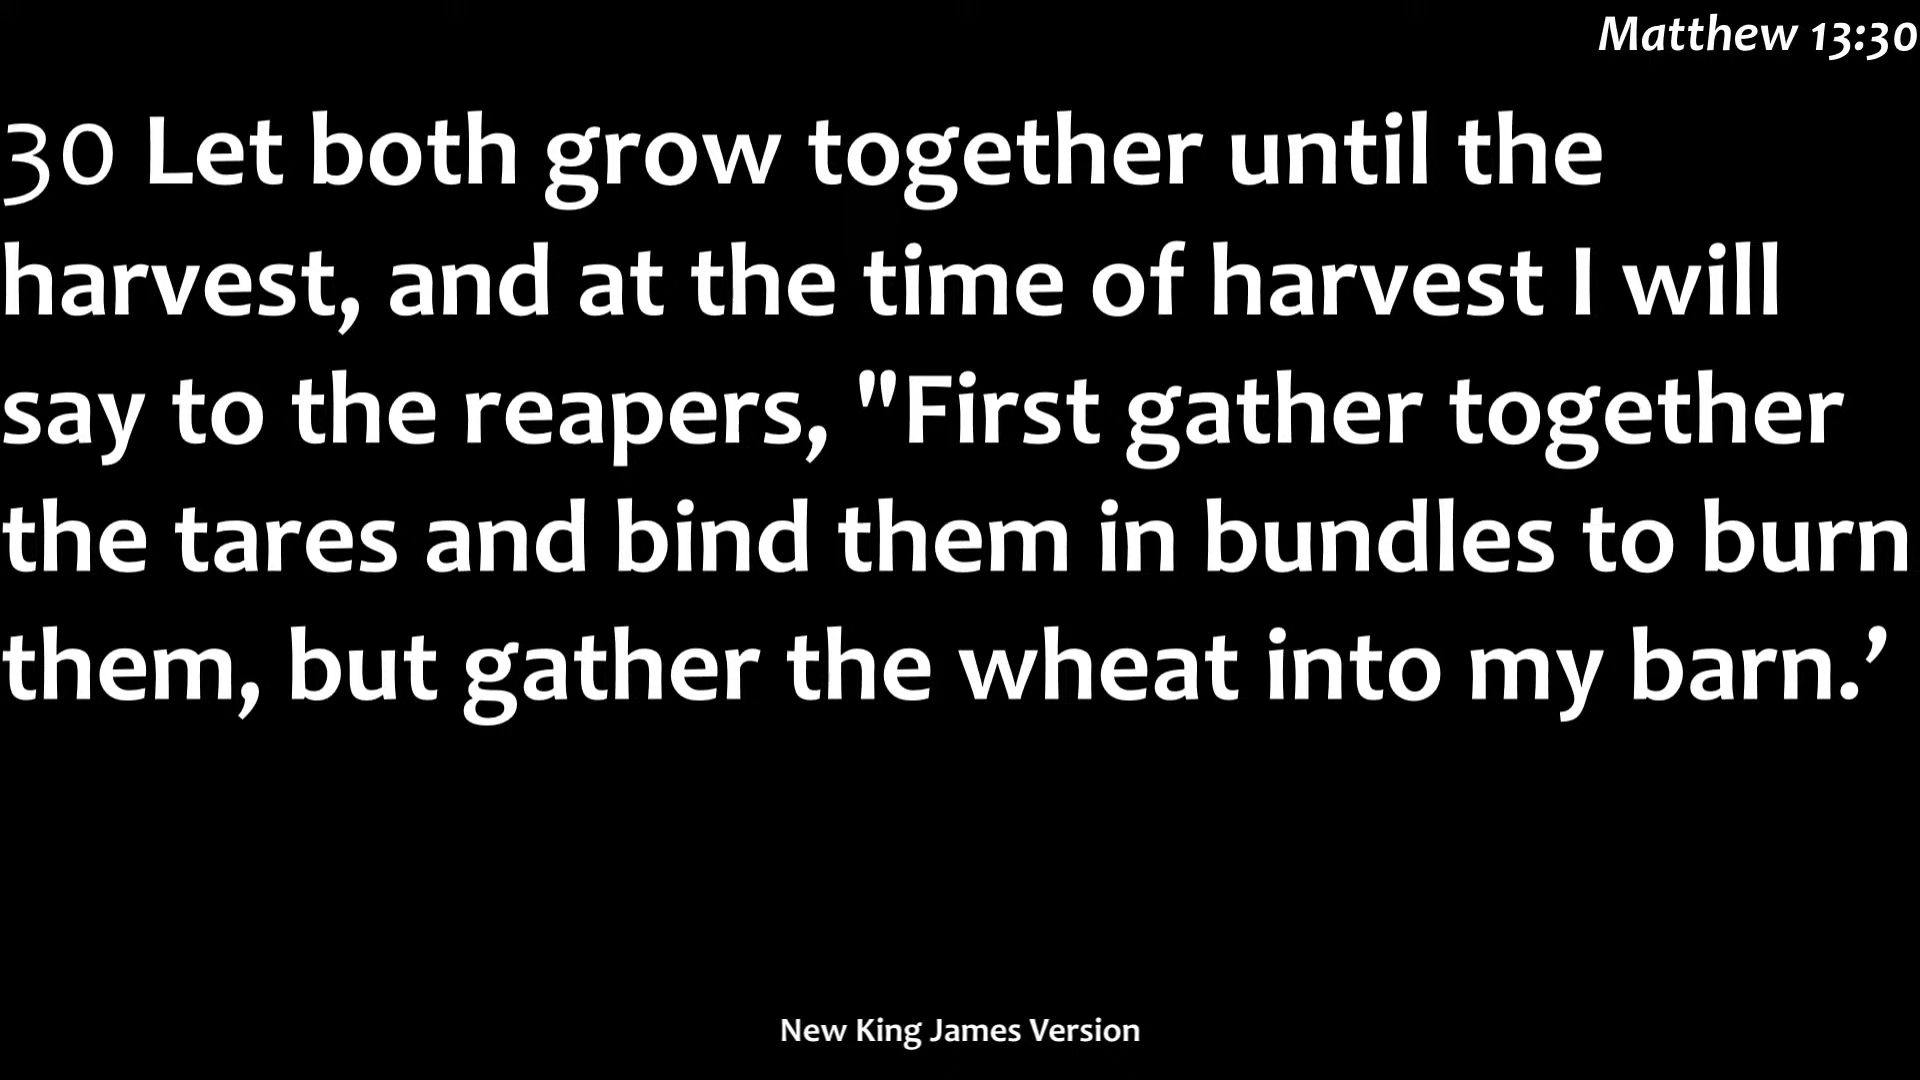 Matthew 13:30
30 Let both grow together until the
harvest, and at the time of harvest I will
say to the reapers, "First gather together
the tares and bind them in bundles to burn
them, but gather the wheat into my barn.’
New King James Version